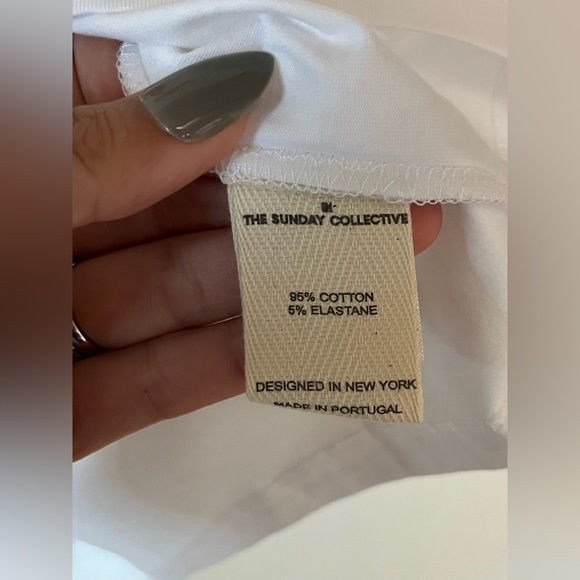 THE SUNDAY COLLECTIVE
95% COTTON
5% ELASTANE
DESIGNED IN NEW YORK
MADE IN PORTUGAL